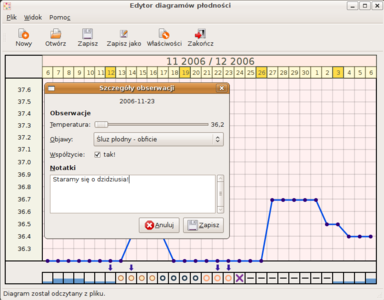 Edytor diagramów płodności
Plik Widok Pomoc
Nowy Otwórz Zapisz Zapisz jako Właściwości Zakończ
11 2006 / 12 2006
6 7 8 9 10 11 12 13 14 15 16 17 18 19 20 21 22 23 24 25 26 27 28 29 30 1 2 3 4 5 6
37.6
37.5
37.4
37.3
37.2
37.1
37.0
36.9
36.8
36.7
36.6
36.5
36.4
36.3
Szczegóły obserwacji
2006-11-23
Obserwacje
Temperatura: 36,2
Objawy: Śluz płodny - obficie
Współżycie: tak!
Notatki
Staramy się o dzidziusia!
Anuluj Zapisz
Diagram został odczytany z pliku.